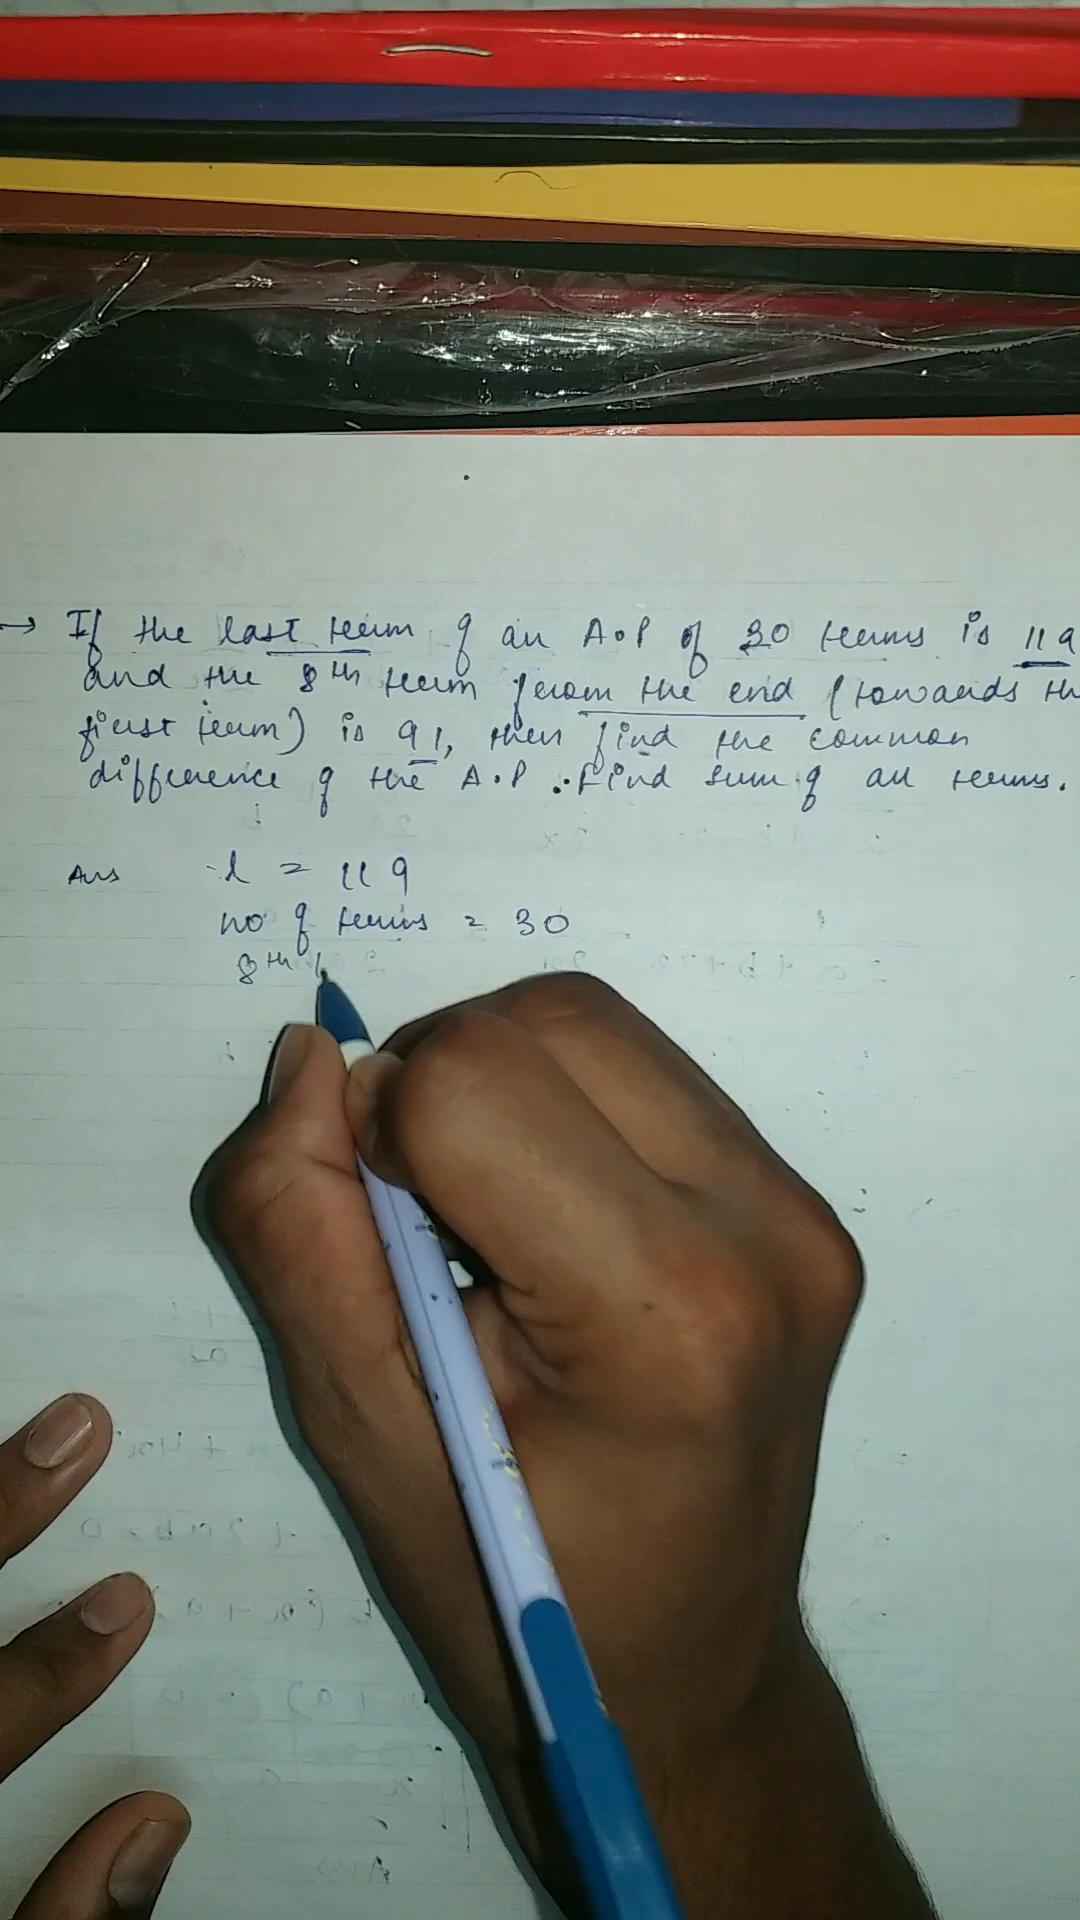 → If the last term of an A.P of 30 terms is 119
and the 8th term from the end (towards the
first term) is 91, then find the common
difference of the A.P . Find sum of all terms.
Ans l = 119
no of terms = 30
8th t